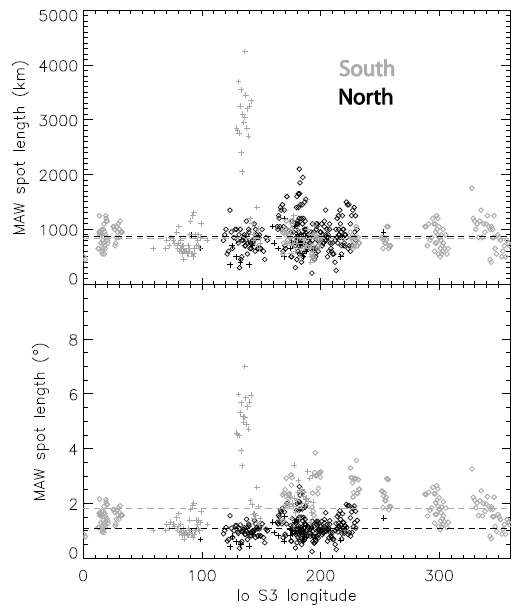 5000
4000
3000
2000
1000
0
MAW spot length (km)
South
North
8
6
4
2
0
MAW spot length (°)
0 100 200 300
Io S3 longitude